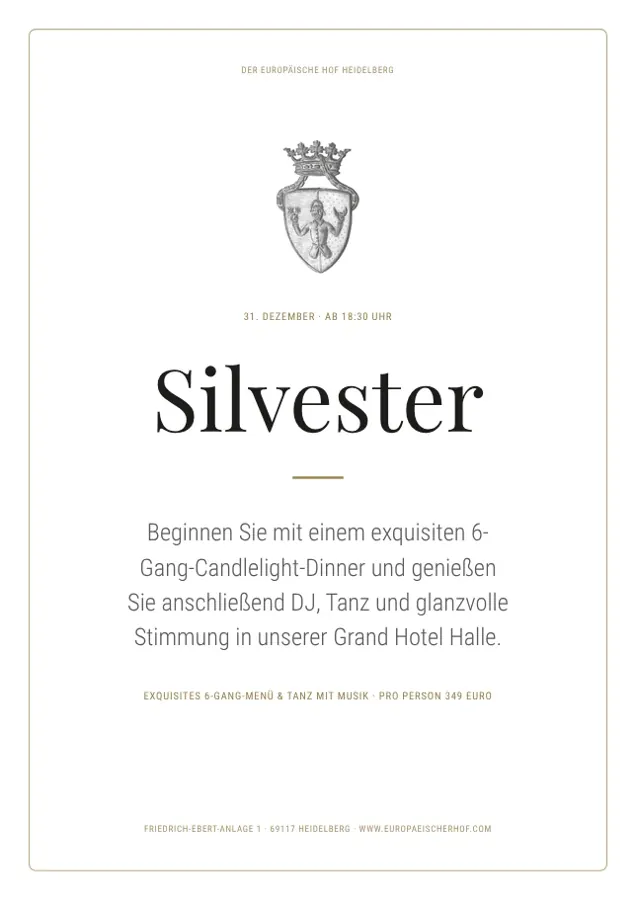 DER EUROPÄISCHE HOF HEIDELBERG
31. DEZEMBER · AB 18:30 UHR
Silvester
Beginnen Sie mit einem exquisiten 6-
Gang-Candlelight-Dinner und genießen
Sie anschließend DJ, Tanz und glanzvolle
Stimmung in unserer Grand Hotel Halle.
EXQUISITES 6-GANG-MENÜ & TANZ MIT MUSIK · PRO PERSON 349 EURO
FRIEDRICH-EBERT-ANLAGE 1 · 69117 HEIDELBERG · WWW.EUROPAEISCHERHOF.COM